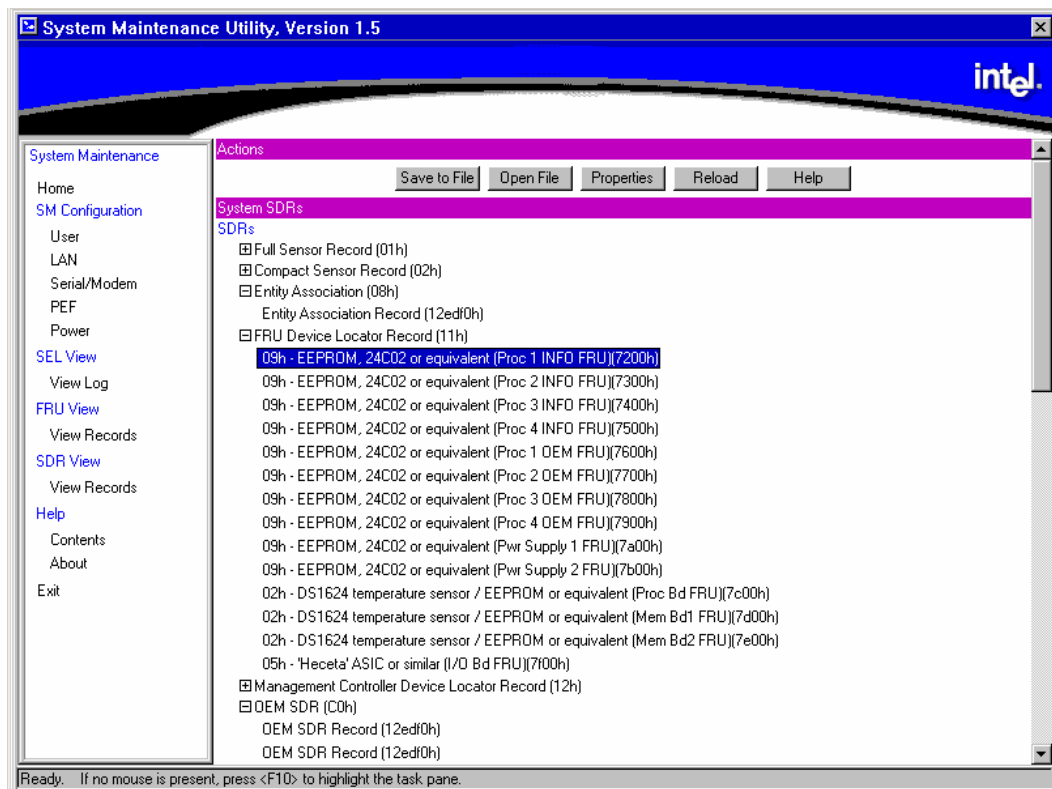 System Maintenance Utility, Version 1.5
intel.
System Maintenance
Home
SM Configuration
User
LAN
Serial/Modem
PEF
Power
SEL View
View Log
FRU View
View Records
SDR View
View Records
Help
Contents
About
Exit
Actions
Save to File Open File Properties Reload Help
System SDRs
SDRs
Full Sensor Record (01h)
Compact Sensor Record (02h)
Entity Association (08h)
Entity Association Record (12edf0h)
FRU Device Locator Record (11h)
09h - EEPROM, 24C02 or equivalent (Proc 1 INFO FRU)(7200h)
09h - EEPROM, 24C02 or equivalent (Proc 2 INFO FRU)(7300h)
09h - EEPROM, 24C02 or equivalent (Proc 3 INFO FRU)(7400h)
09h - EEPROM, 24C02 or equivalent (Proc 4 INFO FRU)(7500h)
09h - EEPROM, 24C02 or equivalent (Proc 1 OEM FRU)(7600h)
09h - EEPROM, 24C02 or equivalent (Proc 2 OEM FRU)(7700h)
09h - EEPROM, 24C02 or equivalent (Proc 3 OEM FRU)(7800h)
09h - EEPROM, 24C02 or equivalent (Proc 4 OEM FRU)(7900h)
09h - EEPROM, 24C02 or equivalent (Pwr Supply 1 FRU)(7a00h)
09h - EEPROM, 24C02 or equivalent (Pwr Supply 2 FRU)(7b00h)
02h - DS1624 temperature sensor / EEPROM or equivalent (Proc Bd FRU)(7c00h)
02h - DS1624 temperature sensor / EEPROM or equivalent (Mem Bd1 FRU)(7d00h)
02h - DS1624 temperature sensor / EEPROM or equivalent (Mem Bd2 FRU)(7e00h)
05h - 'Heceta' ASIC or similar (I/O Bd FRU)(7f00h)
Management Controller Device Locator Record (12h)
OEM SDR (C0h)
OEM SDR Record (12edf0h)
OEM SDR Record (12edf0h)
Ready. If no mouse is present, press <F10> to highlight the task pane.